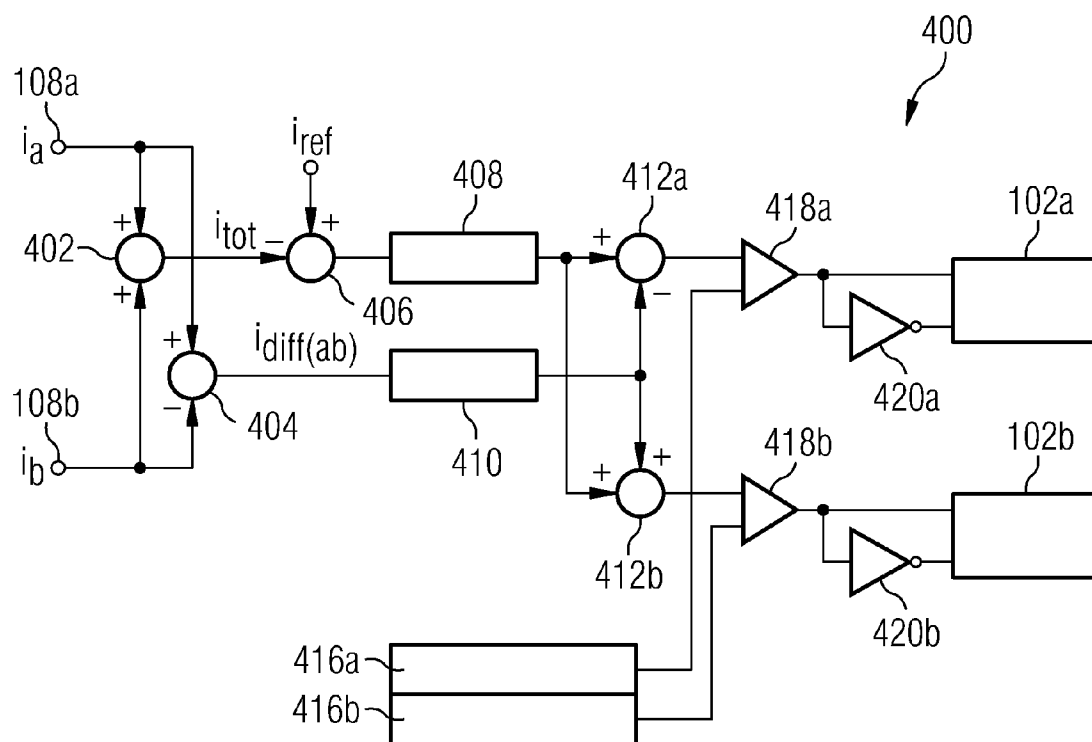 400
108a
i_a
i_ref
408
412a
418a
102a
+
+
+
402
+
i_tot
−
406
−
420a
i_diff(ab)
+
−
404
410
108b
i_b
+
+
418b
102b
412b
420b
416a
416b